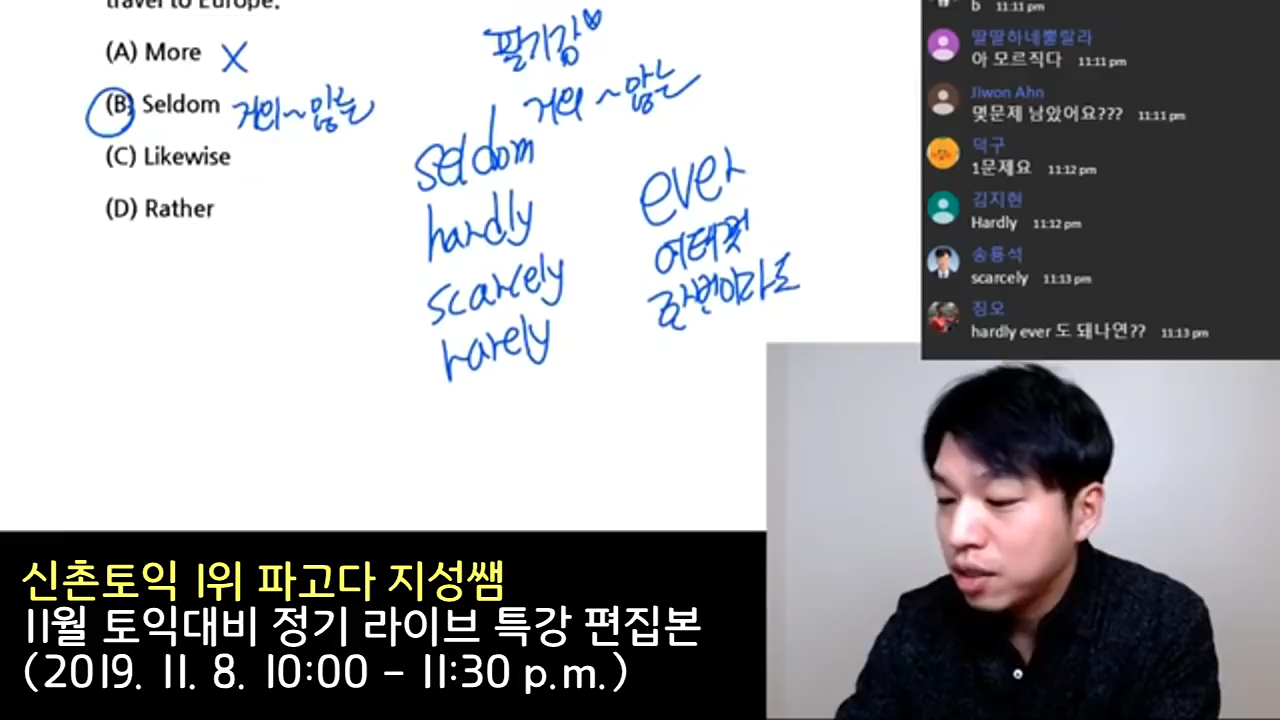 travel to Europe.
(A) More X
(B) Seldom 거의~않는
(C) Likewise
(D) Rather
필기감♡
거의 ~않는
seldom
hardly
scarcely
rarely
ever
어때껏
한번이라도
b 11:11 pm
딸딸하네뿔랄라
아 모르직다 11:11 pm
Jiwon Ahn
몇문제 남았어요??? 11:11 pm
덕구
1문제요 11:12 pm
김지현
Hardly 11:12 pm
송룡석
scarcely 11:13 pm
징오
hardly ever 도 돼나연?? 11:13 pm
신촌토익 1위 파고다 지성쌤
11월 토익대비 정기 라이브 특강 편집본
(2019. 11. 8. 10:00 - 11:30 p.m.)